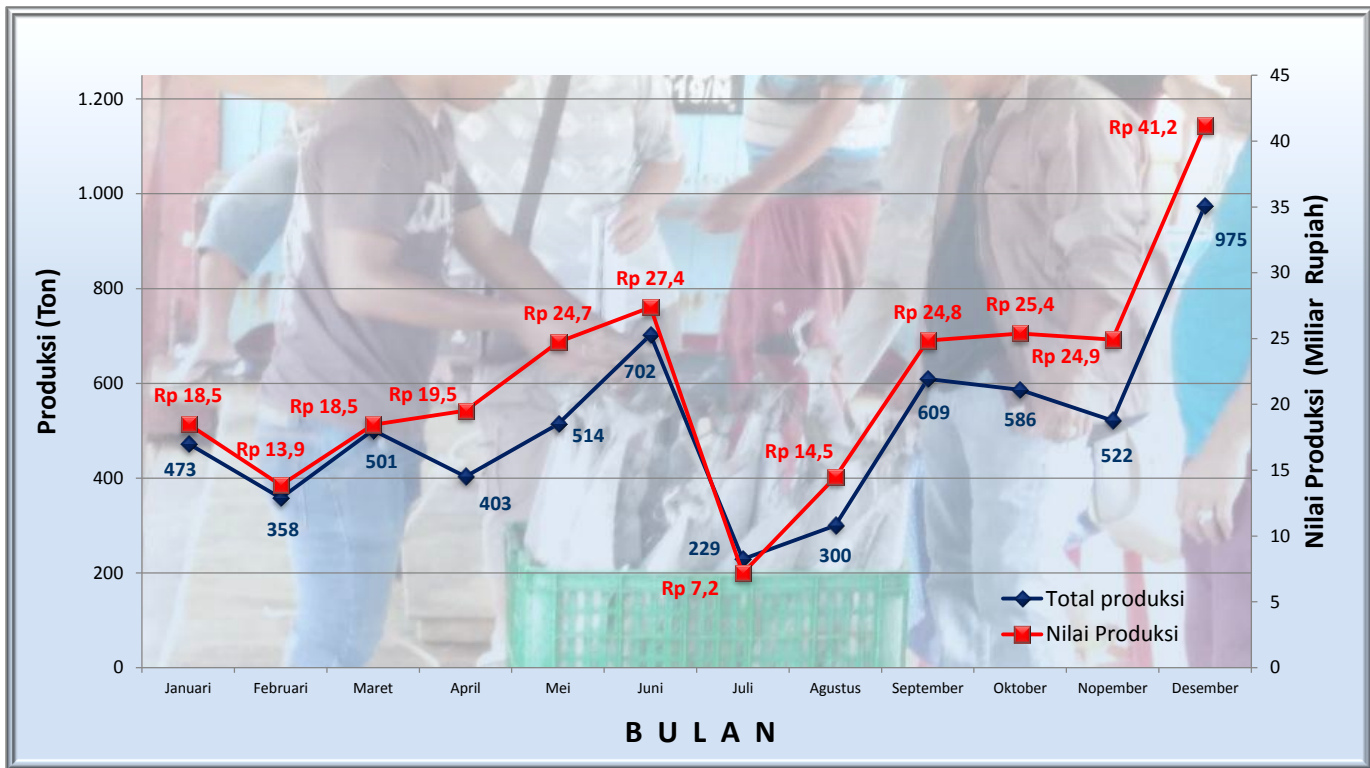 019/N.
1.200
1.000
800
600
400
200
0
Produksi (Ton)
45
40
35
30
25
20
15
10
5
0
Nilai Produksi (Miliar Rupiah)
Rp 18,5
Rp 13,9
Rp 18,5
Rp 19,5
Rp 24,7
Rp 27,4
Rp 7,2
Rp 14,5
Rp 24,8
Rp 25,4
Rp 24,9
Rp 41,2
473
358
501
403
514
702
229
300
609
586
522
975
Total produksi
Nilai Produksi
Januari Februari Maret April Mei Juni Juli Agustus September Oktober Nopember Desember
B U L A N